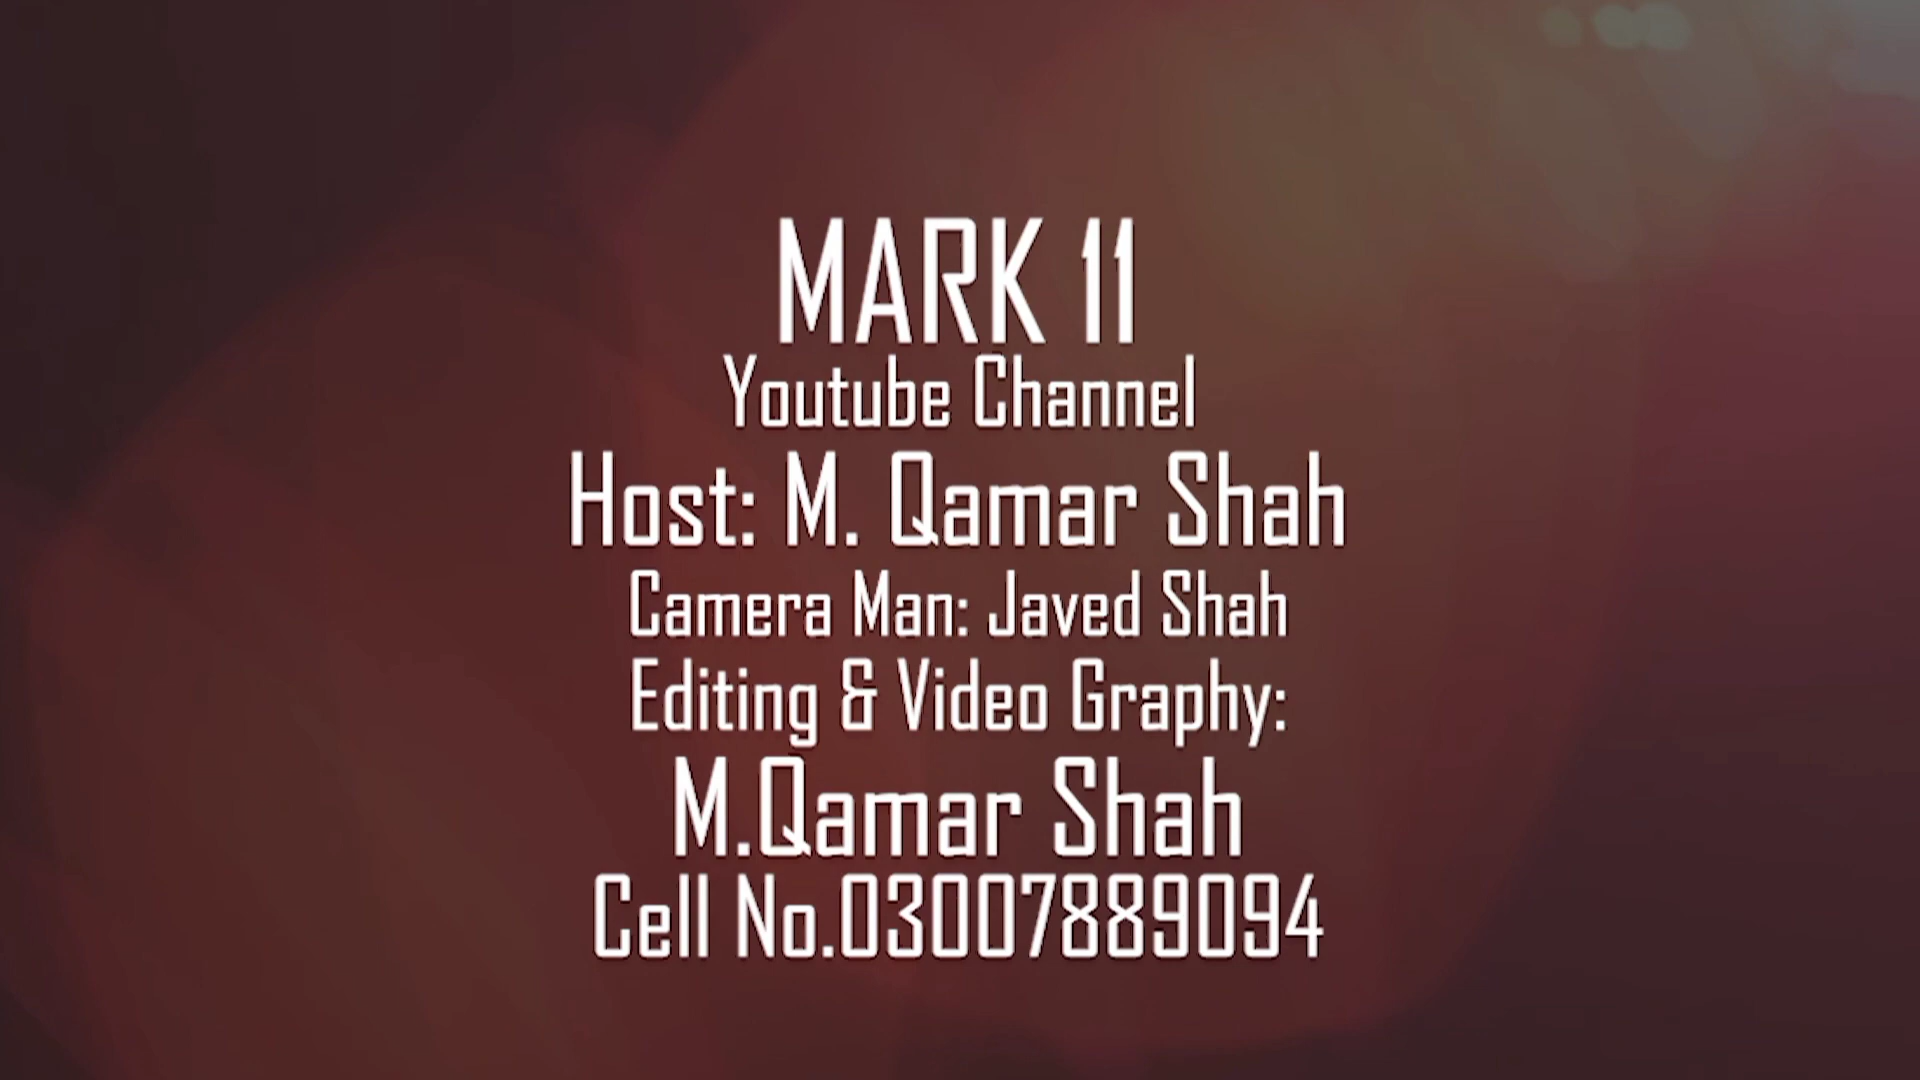 MARK 11
Youtube Channel
Host: M. Qamar Shah
Camera Man: Javed Shah
Editing & Video Graphy:
M.Qamar Shah
Cell No.03007889094